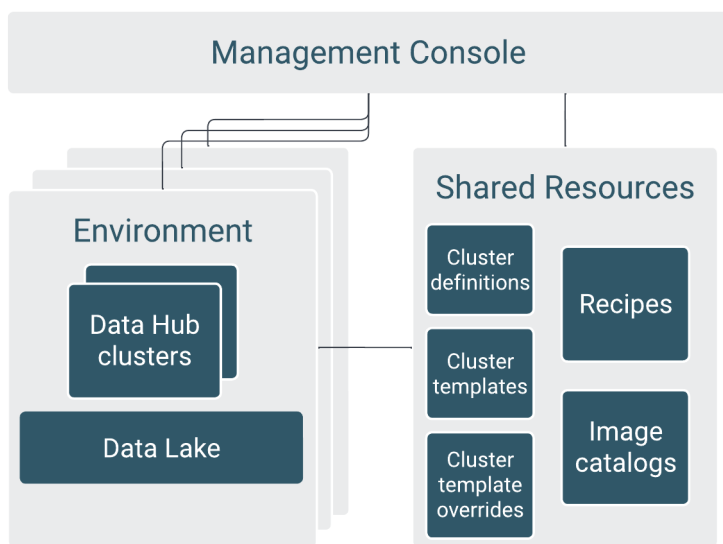 Management Console
Environment
Data Hub
clusters
Data Lake
Shared Resources
Cluster
definitions
Cluster
templates
Cluster
template
overrides
Recipes
Image
catalogs